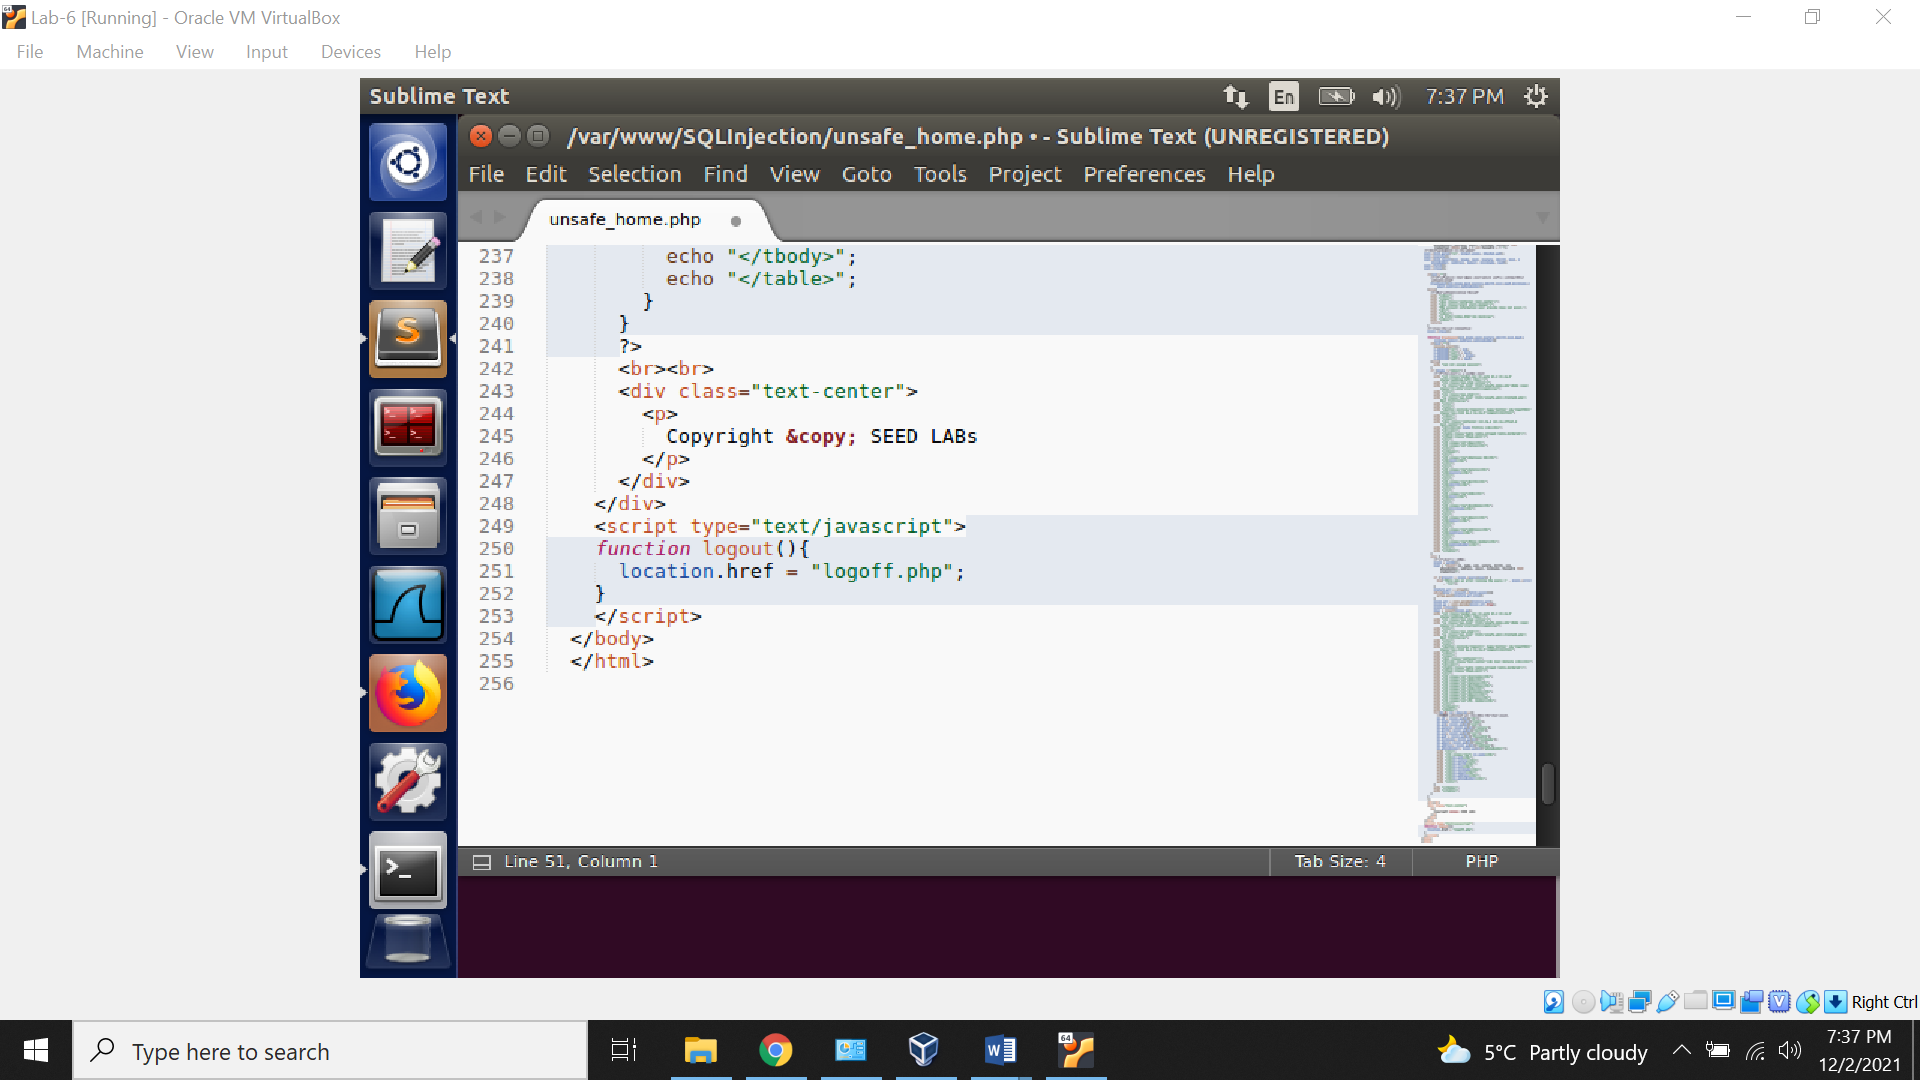 Lab-6 [Running] - Oracle VM VirtualBox
File Machine View Input Devices Help
Sublime Text En 7:37 PM
/var/www/SQLInjection/unsafe_home.php • - Sublime Text (UNREGISTERED)
File Edit Selection Find View Goto Tools Project Preferences Help
unsafe_home.php
237 echo "</tbody>";
238 echo "</table>";
239 }
240 }
241 ?>
242 <br><br>
243 <div class="text-center">
244 <p>
245 Copyright &copy; SEED LABs
246 </p>
247 </div>
248 </div>
249 <script type="text/javascript">
250 function logout(){
251 location.href = "logoff.php";
252 }
253 </script>
254 </body>
255 </html>
256
Line 51, Column 1 Tab Size: 4 PHP
Right Ctrl
Type here to search
5°C Partly cloudy
7:37 PM
12/2/2021